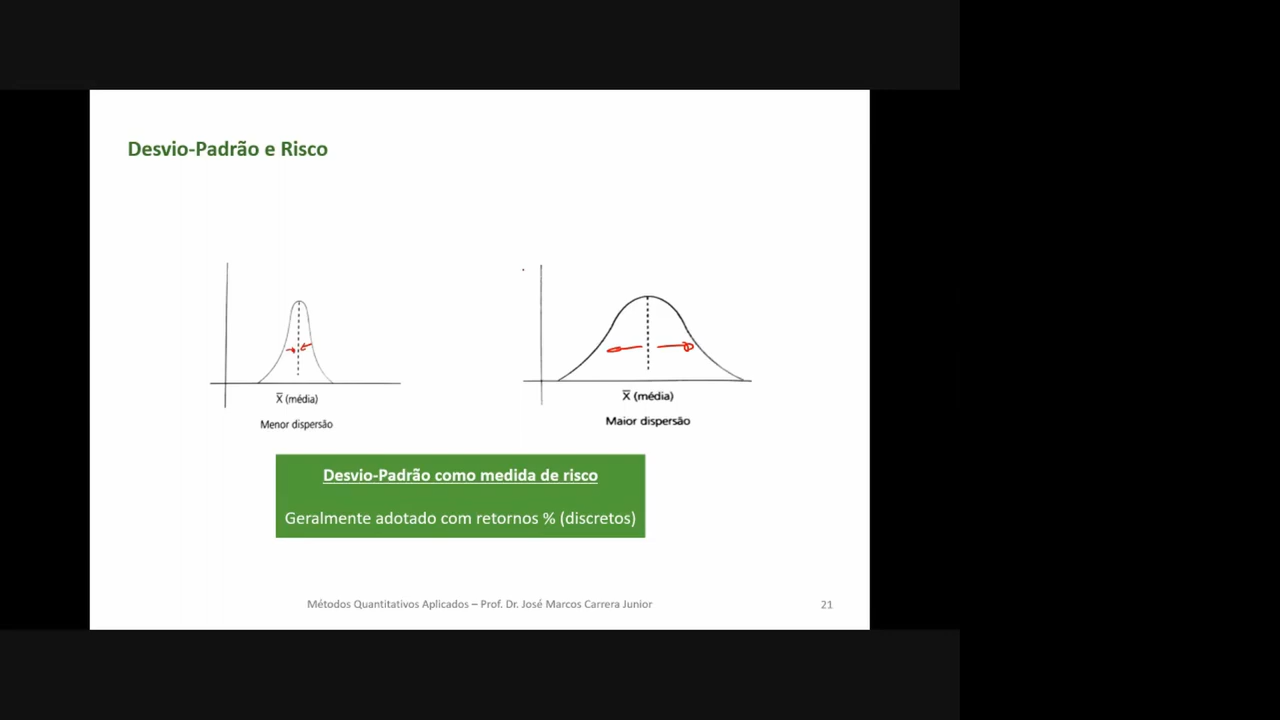 Desvio-Padrão e Risco
X̅ (média)
Menor dispersão
X̅ (média)
Maior dispersão
Desvio-Padrão como medida de risco
Geralmente adotado com retornos % (discretos)
Métodos Quantitativos Aplicados – Prof. Dr. José Marcos Carrera Junior
21